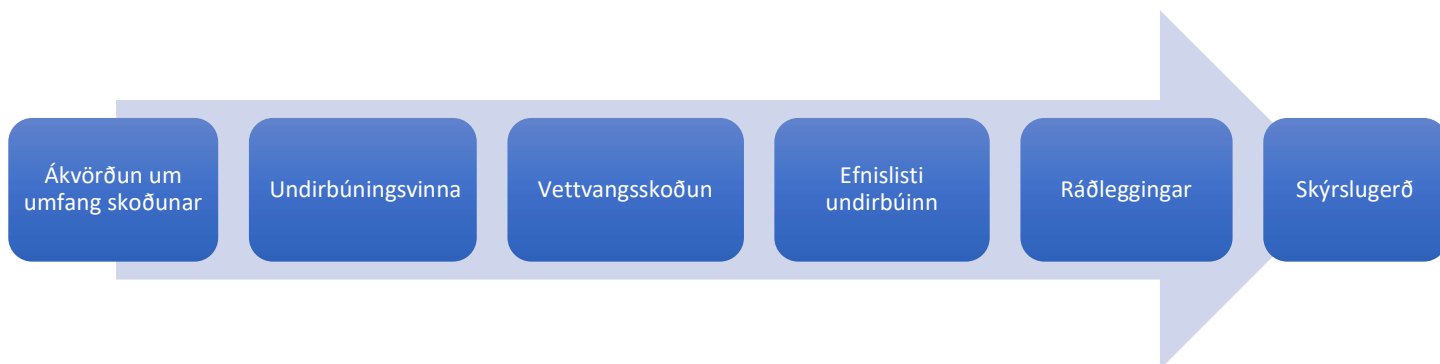 Ákvörðun um
umfang skoðunar
Undirbúningsvinna
Vettvangsskoðun
Efnislisti
undirbúinn
Ráðleggingar
Skýrslugerð